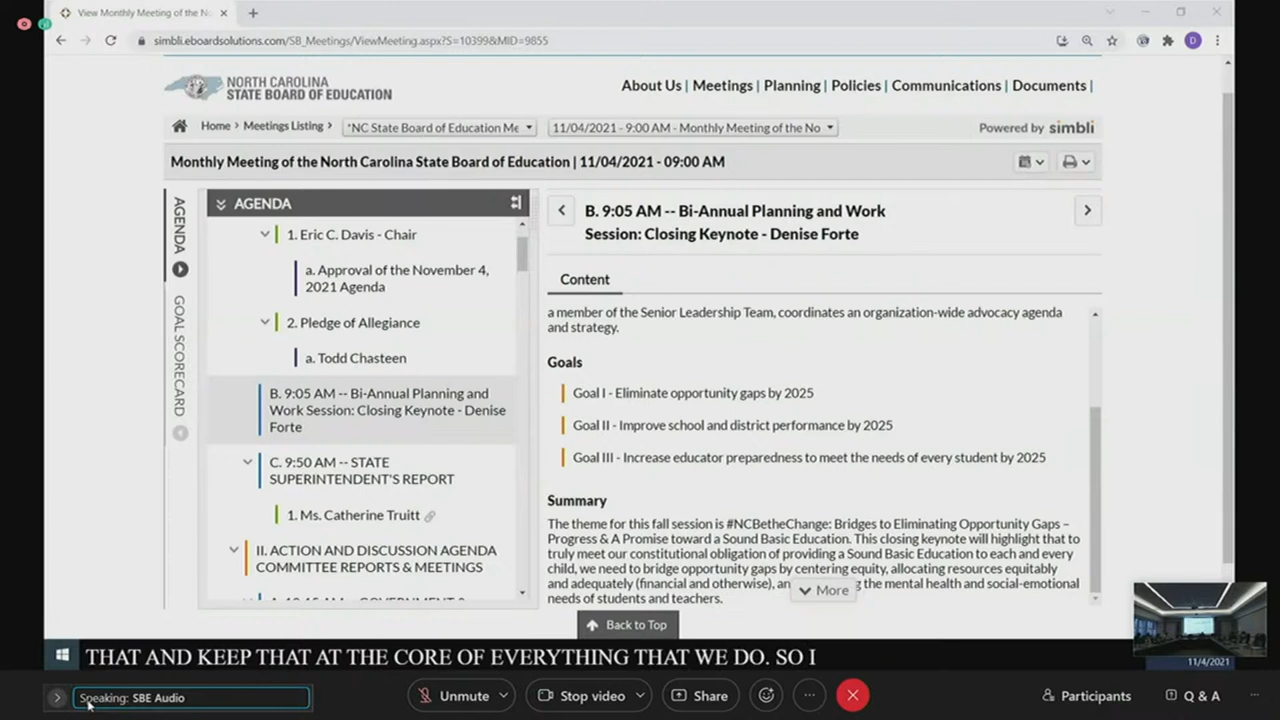 View Monthly Meeting of the No
simbli.eboardsolutions.com/SB_Meetings/ViewMeeting.aspx?S=10399&MID=9855
D
NORTH CAROLINA
STATE BOARD OF EDUCATION
About Us | Meetings | Planning | Policies | Communications | Documents |
Home > Meetings Listing >
*NC State Board of Education Me
11/04/2021 - 9:00 AM - Monthly Meeting of the No
Powered by simbli
Monthly Meeting of the North Carolina State Board of Education | 11/04/2021 - 09:00 AM
AGENDA
GOAL SCORECARD
AGENDA
1. Eric C. Davis - Chair
a. Approval of the November 4,
2021 Agenda
2. Pledge of Allegiance
a. Todd Chasteen
B. 9:05 AM -- Bi-Annual Planning and
Work Session: Closing Keynote - Denise
Forte
C. 9:50 AM -- STATE
SUPERINTENDENT'S REPORT
1. Ms. Catherine Truitt
II. ACTION AND DISCUSSION AGENDA
COMMITTEE REPORTS & MEETINGS
B. 9:05 AM -- Bi-Annual Planning and Work
Session: Closing Keynote - Denise Forte
Content
a member of the Senior Leadership Team, coordinates an organization-wide advocacy agenda
and strategy.
Goals
Goal I - Eliminate opportunity gaps by 2025
Goal II - Improve school and district performance by 2025
Goal III - Increase educator preparedness to meet the needs of every student by 2025
Summary
The theme for this fall session is #NCBetheChange: Bridges to Eliminating Opportunity Gaps –
Progress & A Promise toward a Sound Basic Education. This closing keynote will highlight that to
truly meet our constitutional obligation of providing a Sound Basic Education to each and every
child, we need to bridge opportunity gaps by centering equity, allocating resources equitably
and adequately (financial and otherwise), an the mental health and social-emotional
needs of students and teachers.
More
Back to Top
THAT AND KEEP THAT AT THE CORE OF EVERYTHING THAT WE DO. SO I
11/4/2021
Speaking: SBE Audio
Unmute
Stop video
Share
Participants
Q & A